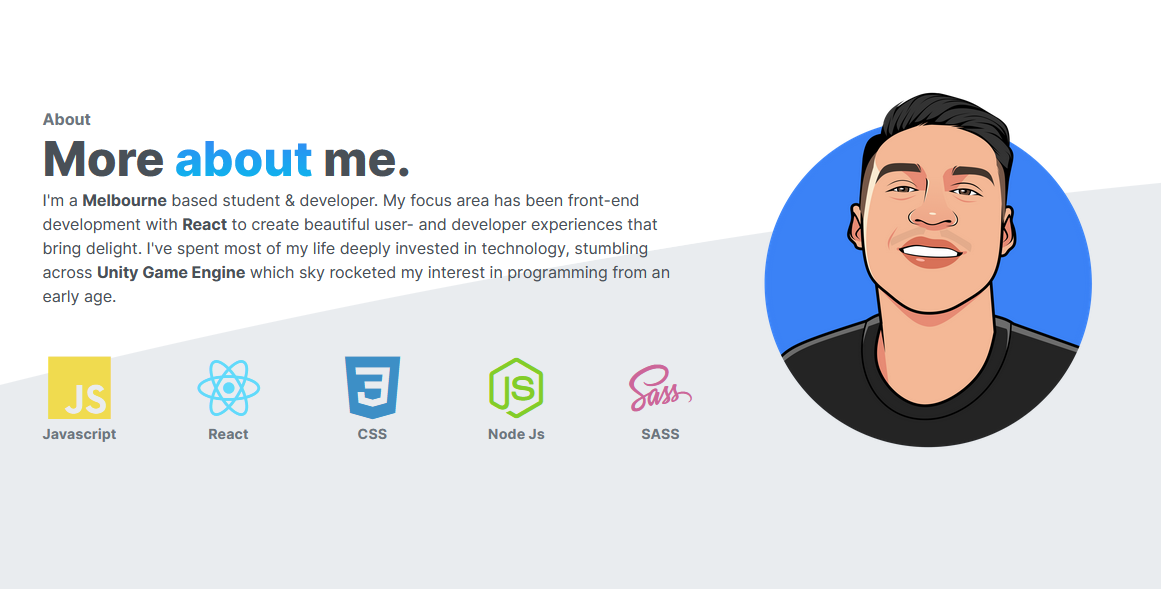 About
More about me.
I'm a Melbourne based student & developer. My focus area has been front-end
development with React to create beautiful user- and developer experiences that
bring delight. I've spent most of my life deeply invested in technology, stumbling
across Unity Game Engine which sky rocketed my interest in programming from an
early age.
JS
3
JS
Sass
Javascript
React
CSS
Node Js
SASS